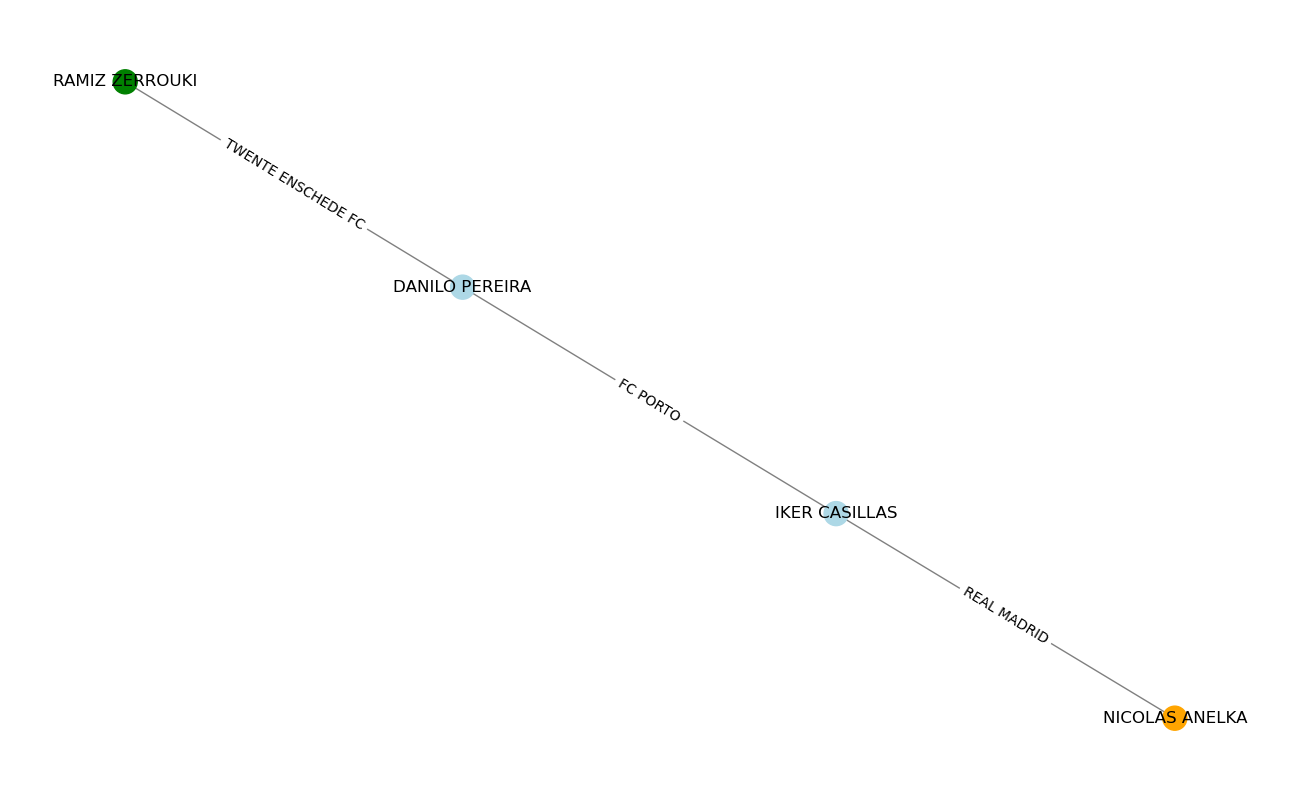 RAMIZ ZERROUKI
TWENTE ENSCHEDE FC
DANILO PEREIRA
FC PORTO
IKER CASILLAS
REAL MADRID
NICOLAS ANELKA